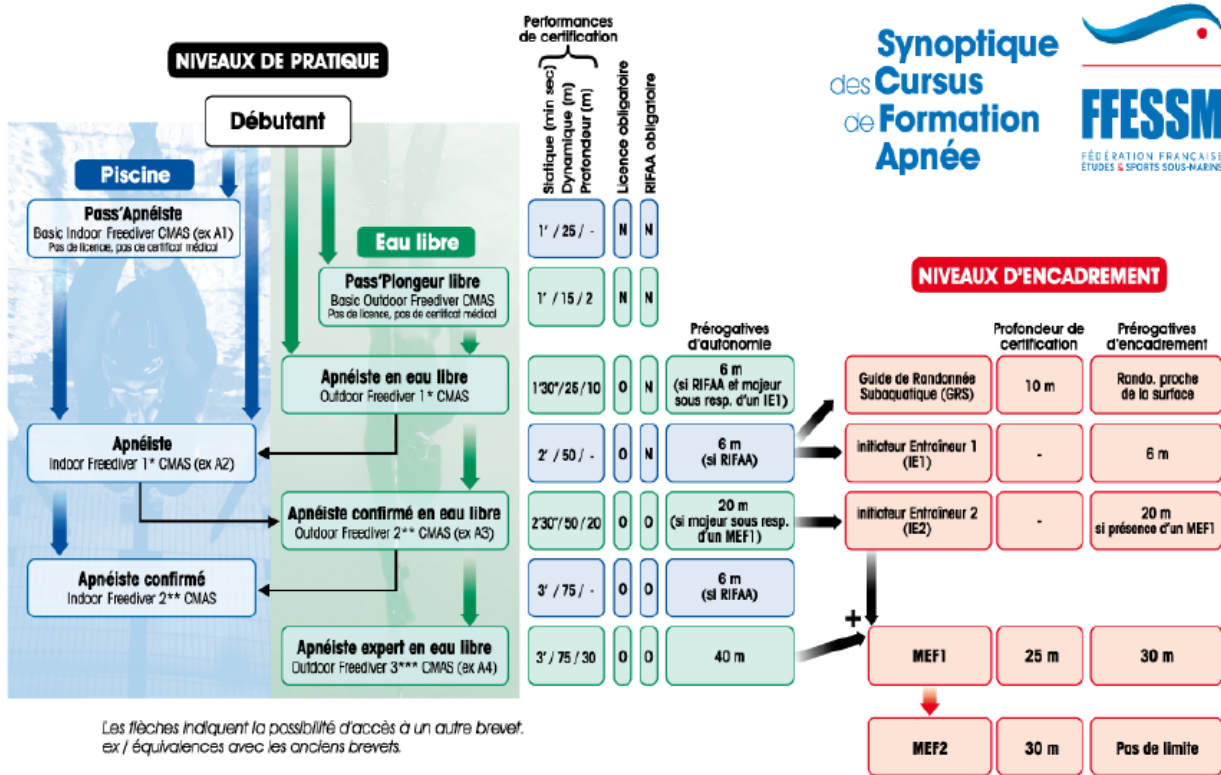 Synoptique
des Cursus
de Formation
Apnée
FFESSM
FÉDÉRATION FRANÇAISE
ÉTUDES & SPORTS SOUS-MARINS
NIVEAUX DE PRATIQUE
Débutant
Piscine
Eau libre
Performances
de certification
Statique (min sec)
Dynamique (m)
Profondeur (m)
Licence obligatoire
RIFAA obligatoire
Pass'Apnéiste
Basic Indoor Freediver CMAS (ex A1)
Pas de licence, pas de certificat médical
1' / 25 / -
N
N
Pass'Plongeur libre
Basic Outdoor Freediver CMAS
Pas de licence, pas de certificat médical
1' / 15 / 2
N
N
Prérogatives
d'autonomie
Apnéiste en eau libre
Outdoor Freediver 1* CMAS
1'30"/25/10
O
N
6 m
(si RIFAA et majeur
sous resp. d'un IE1)
Apnéiste
Indoor Freediver 1* CMAS (ex A2)
2' / 50 / -
O
N
6 m
(si RIFAA)
Apnéiste confirmé en eau libre
Outdoor Freediver 2** CMAS (ex A3)
2'30"/50/20
O
O
20 m
(si majeur sous resp.
d'un MEF1)
Apnéiste confirmé
Indoor Freediver 2** CMAS
3' / 75 / -
O
O
6 m
(si RIFAA)
Apnéiste expert en eau libre
Outdoor Freediver 3*** CMAS (ex A4)
3' / 75 / 30
O
O
40 m
NIVEAUX D'ENCADREMENT
Profondeur de
certification
Prérogatives
d'encadrement
Guide de Randonnée
Subaquatique (GRS)
10 m
Rando. proche
de la surface
initiateur Entraîneur 1
(IE1)
-
6 m
initiateur Entraîneur 2
(IE2)
-
20 m
si présence d'un MEF1
+
MEF1
25 m
30 m
MEF2
30 m
Pas de limite
Les flèches indiquent la possibilité d'accès à un autre brevet.
ex / équivalences avec les anciens brevets.